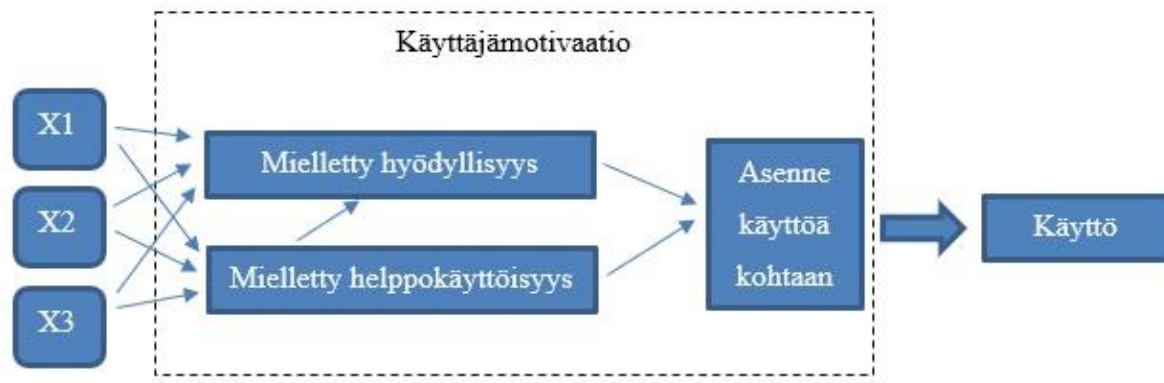 Käyttäjämotivaatio
X1
X2
X3
Mielletty hyödyllisyys
Mielletty helppokäyttöisyys
Asenne
käyttöä
kohtaan
Käyttö